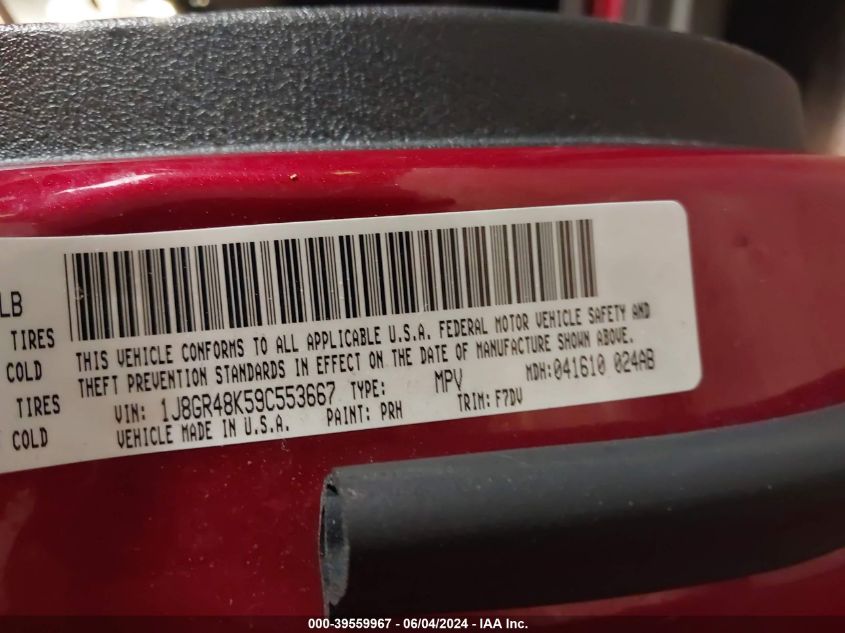 LB
TIRES
COLD
TIRES
COLD
THIS VEHICLE CONFORMS TO ALL APPLICABLE U.S.A. FEDERAL MOTOR VEHICLE SAFETY AND
THEFT PREVENTION STANDARDS IN EFFECT ON THE DATE OF MANUFACTURE SHOWN ABOVE.
VIN: 1J8GR48K59C553667 TYPE: MPV MDH:041610 024AB
VEHICLE MADE IN U.S.A. PAINT: PRH TRIM: F7DV
000-39559967 - 06/04/2024 - IAA Inc.